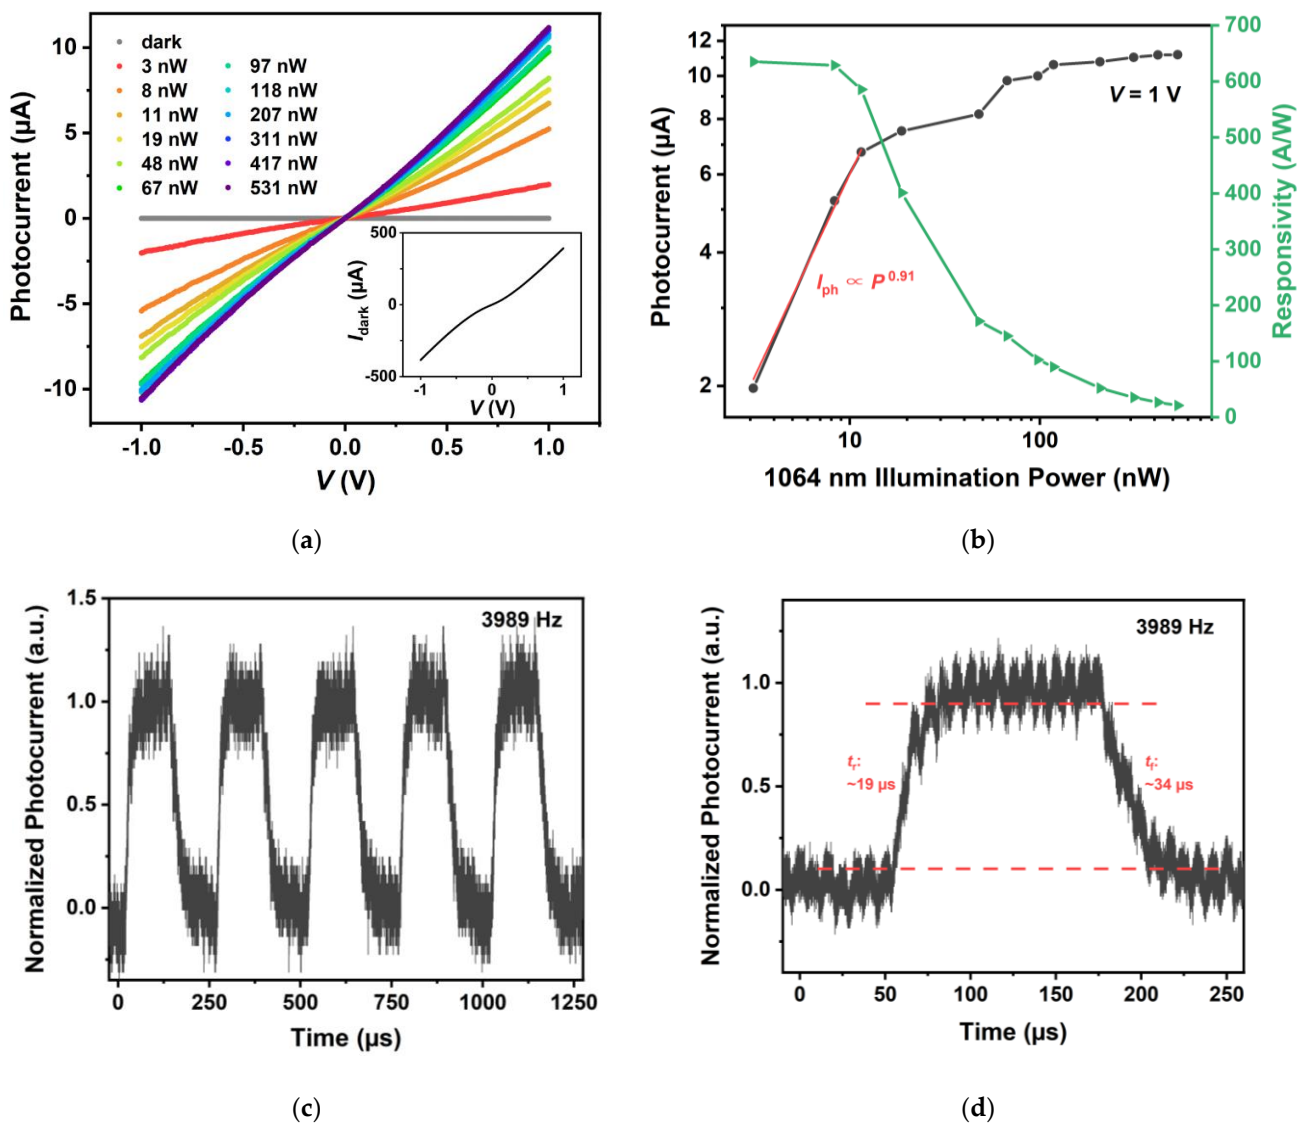 10
5
0
-5
-10
Photocurrent (µA)
dark
3 nW
8 nW
11 nW
19 nW
48 nW
67 nW
97 nW
118 nW
207 nW
311 nW
417 nW
531 nW
500
0
-500
I dark (µA)
-1
0
1
V (V)
-1.0
-0.5
0.0
0.5
1.0
V (V)
(a)
12
10
8
6
4
2
Photocurrent (µA)
V = 1 V
I ph ∝ P 0.91
700
600
500
400
300
200
100
0
Responsivity (A/W)
10
100
1064 nm Illumination Power (nW)
(b)
1.5
1.0
0.5
0.0
Normalized Photocurrent (a.u.)
3989 Hz
0
250
500
750
1000
1250
Time (µs)
(c)
1.0
0.5
0.0
Normalized Photocurrent (a.u.)
3989 Hz
tr:
~19 µs
tf:
~34 µs
0
50
100
150
200
250
Time (µs)
(d)